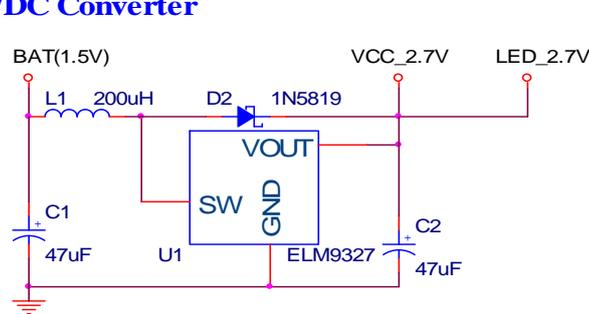 /DC Converter
BAT(1.5V)
VCC_2.7V
LED_2.7V
L1
200uH
D2
1N5819
VOUT
SW
GND
C1
+
47uF
U1
ELM9327
C2
+
47uF